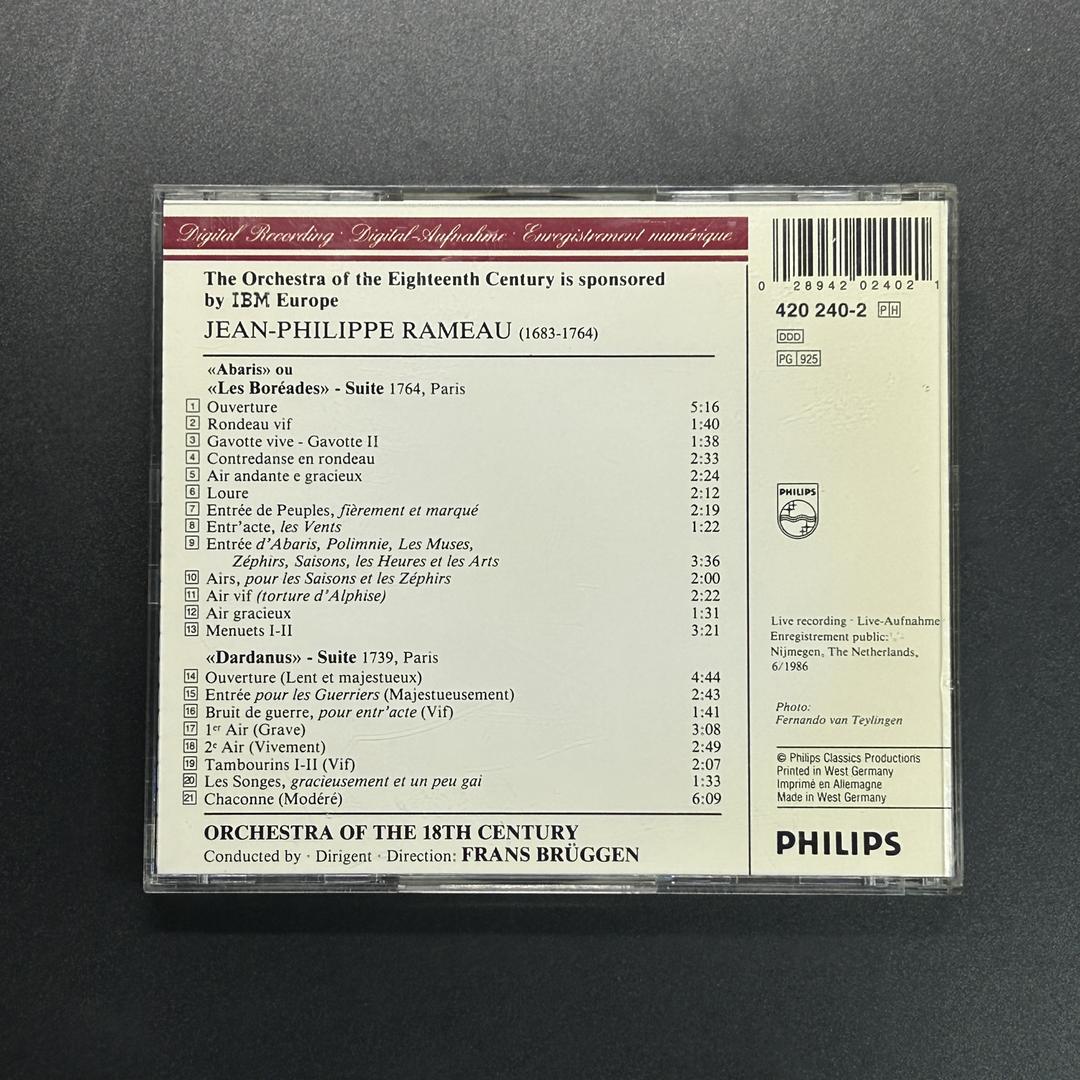 Digital Recording · Digital-Aufnahme · Enregistrement numérique
The Orchestra of the Eighteenth Century is sponsored
by IBM Europe
JEAN-PHILIPPE RAMEAU (1683-1764)
«Abaris» ou
«Les Boréades» - Suite 1764, Paris
1 Ouverture 5:16
2 Rondeau vif 1:40
3 Gavotte vive - Gavotte II 1:38
4 Contredanse en rondeau 2:33
5 Air andante e gracieux 2:24
6 Loure 2:12
7 Entrée de Peuples, fièrement et marqué 2:19
8 Entr'acte, les Vents 1:22
9 Entrée d'Abaris, Polimnie, Les Muses,
Zéphirs, Saisons, les Heures et les Arts 3:36
10 Airs, pour les Saisons et les Zéphirs 2:00
11 Air vif (torture d'Alphise) 2:22
12 Air gracieux 1:31
13 Menuets I-II 3:21
«Dardanus» - Suite 1739, Paris
14 Ouverture (Lent et majestueux) 4:44
15 Entrée pour les Guerriers (Majestueusement) 2:43
16 Bruit de guerre, pour entr'acte (Vif) 1:41
17 1er Air (Grave) 3:08
18 2e Air (Vivement) 2:49
19 Tambourins I-II (Vif) 2:07
20 Les Songes, gracieusement et un peu gai 1:33
21 Chaconne (Modéré) 6:09
ORCHESTRA OF THE 18TH CENTURY
Conducted by · Dirigent · Direction: FRANS BRÜGGEN
0 28942 02402 1
420 240-2 PH
DDD
PG 925
PHILIPS
Live recording · Live-Aufnahme
Enregistrement public:
Nijmegen, The Netherlands,
6/1986
Photo:
Fernando van Teylingen
© Philips Classics Productions
Printed in West Germany
Imprimé en Allemagne
Made in West Germany
PHILIPS